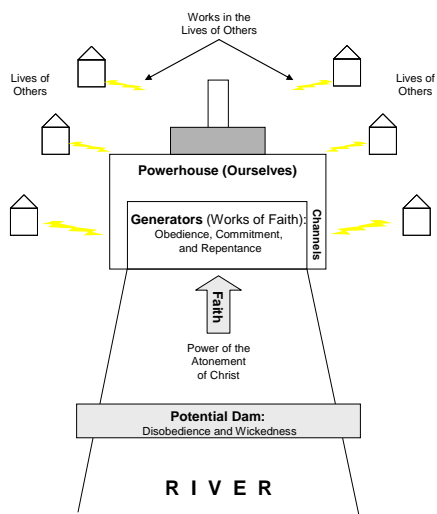 Works in the
Lives of Others
Lives of
Others
Lives of
Others
Powerhouse (Ourselves)
Generators (Works of Faith):
Obedience, Commitment,
and Repentance
Channels
Faith
Power of the
Atonement
of Christ
Potential Dam:
Disobedience and Wickedness
R I V E R